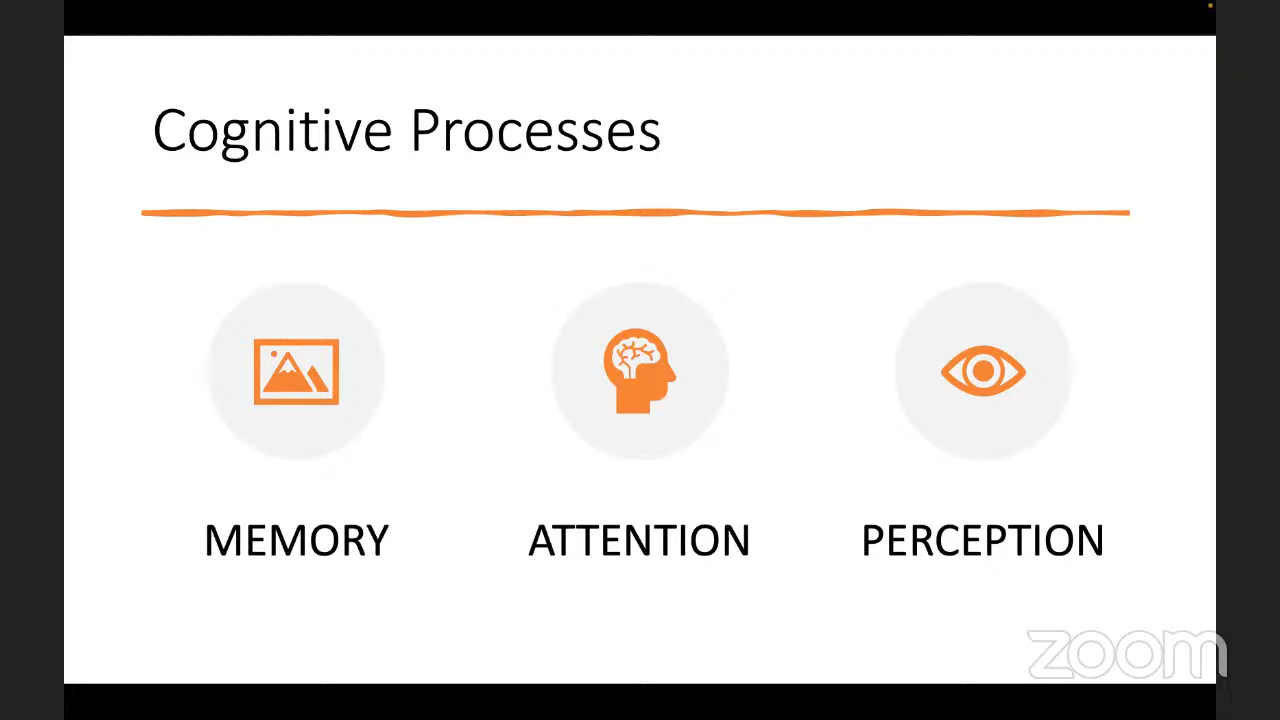 Cognitive Processes
MEMORY
ATTENTION
PERCEPTION
zoom